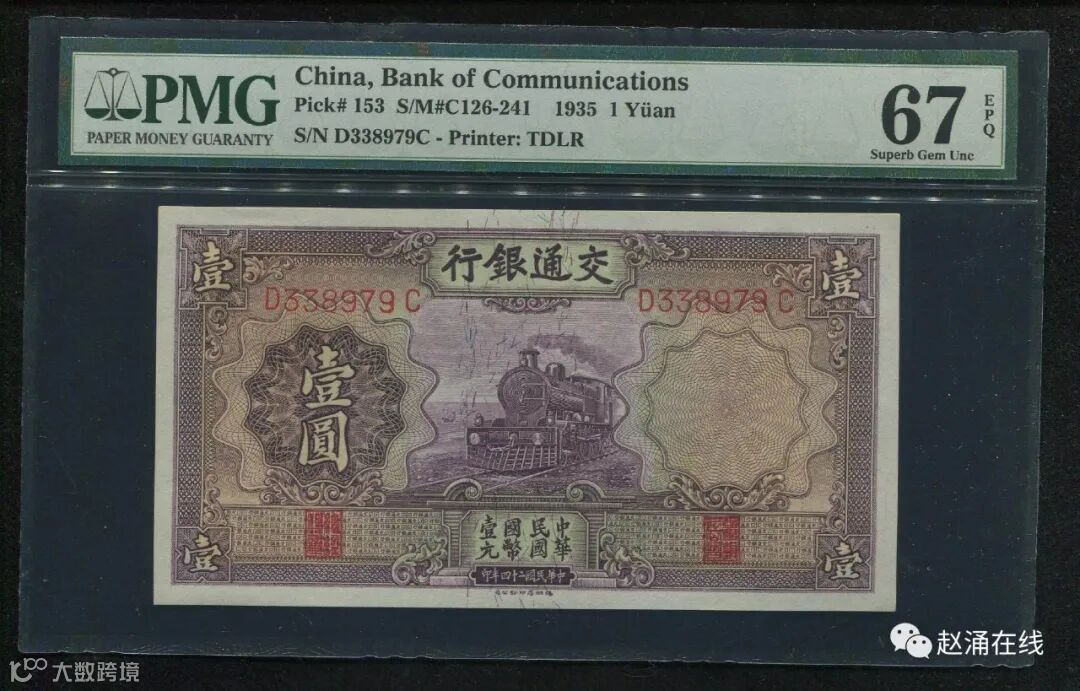 PMG
PAPER MONEY GUARANTY
China, Bank of Communications
Pick# 153 S/M#C126-241 1935 1 Yüan
S/N D338979C - Printer: TDLR
67
EPQ
Superb Gem Unc
行銀通交
壹
壹
D338979 C
D338979 C
壹圓
中華
民國
國幣
壹元
印年四十二國民華中
壹
壹
赵涌在线
大数跨境